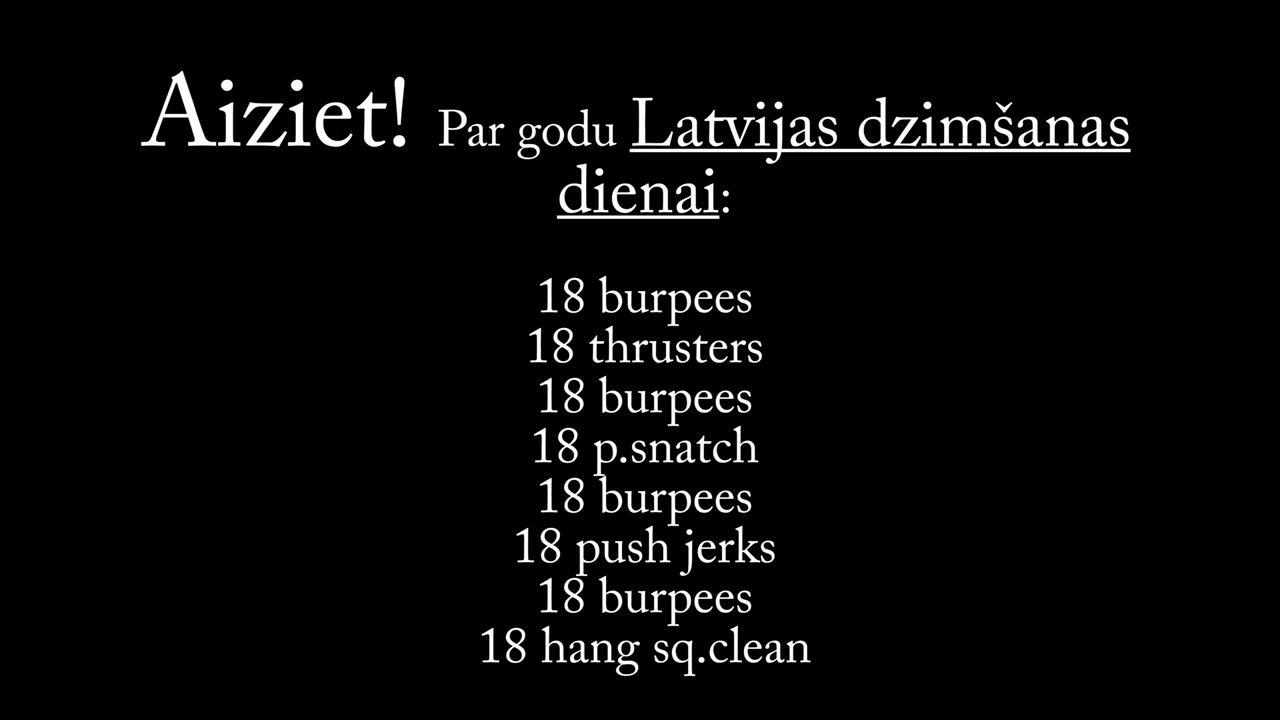 Aiziet! Par godu Latvijas dzimšanas
dienai:
18 burpees
18 thrusters
18 burpees
18 p.snatch
18 burpees
18 push jerks
18 burpees
18 hang sq.clean